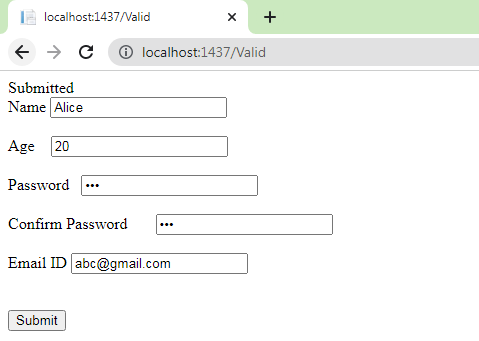 localhost:1437/Valid
localhost:1437/Valid
Submitted
Name Alice
Age 20
Password •••
Confirm Password •••
Email ID abc@gmail.com
Submit